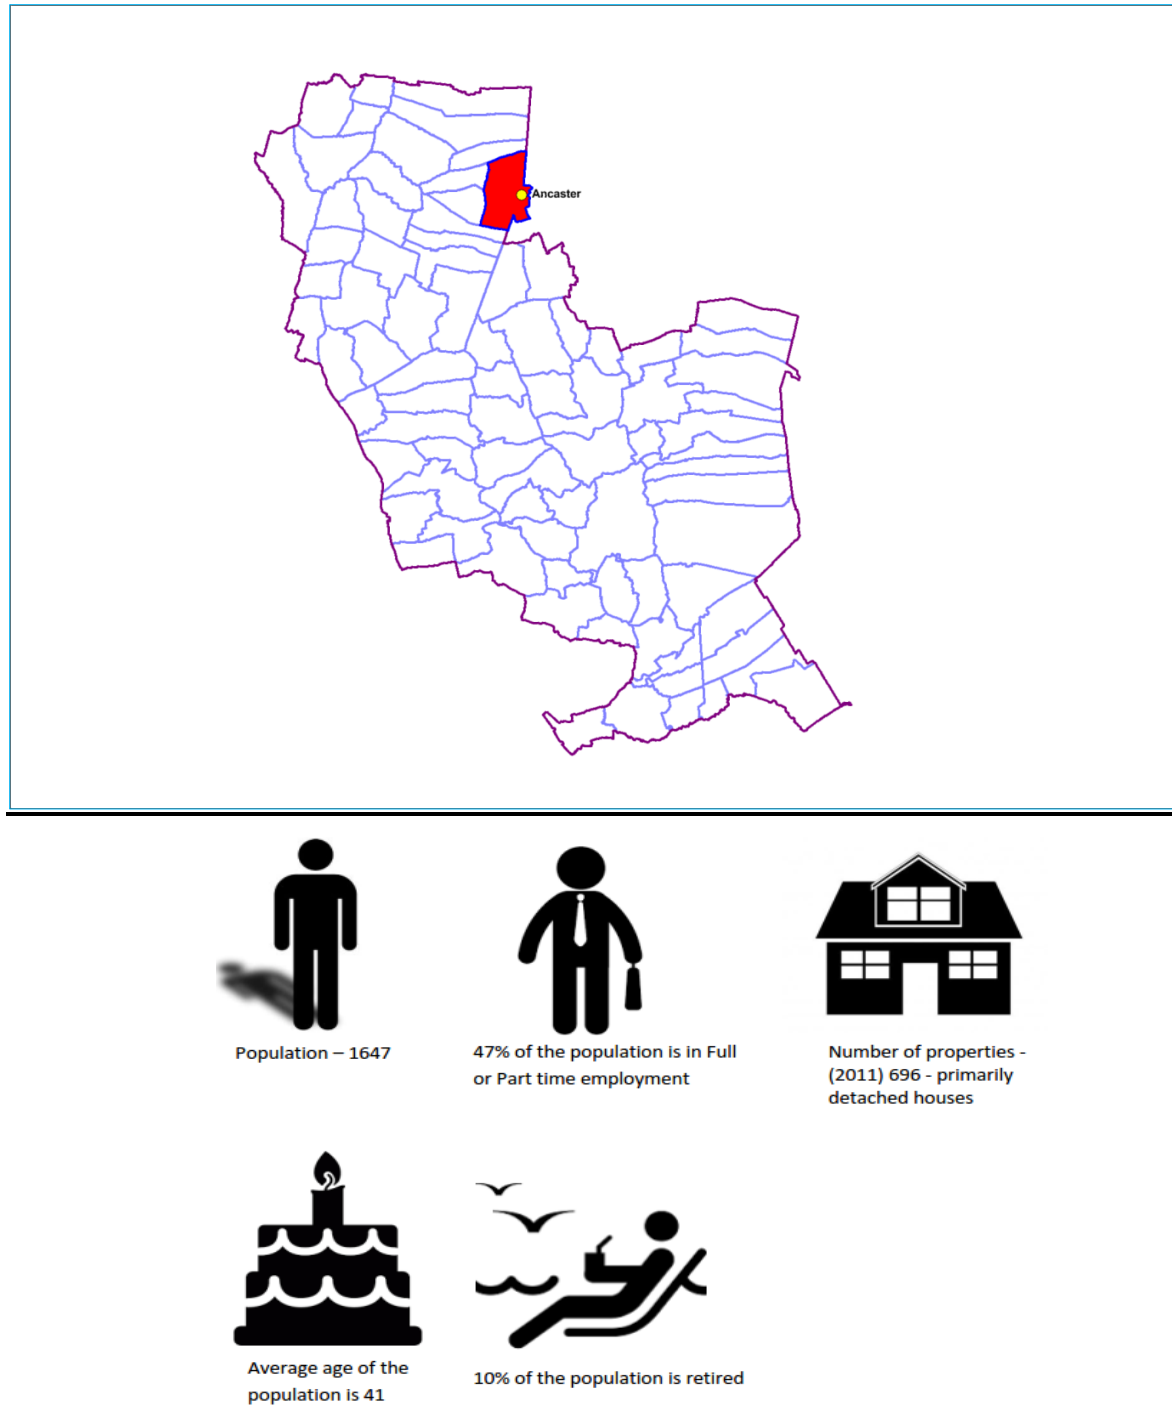 Ancaster
Population – 1647
47% of the population is in Full
or Part time employment
Number of properties -
(2011) 696 - primarily
detached houses
Average age of the
population is 41
10% of the population is retired